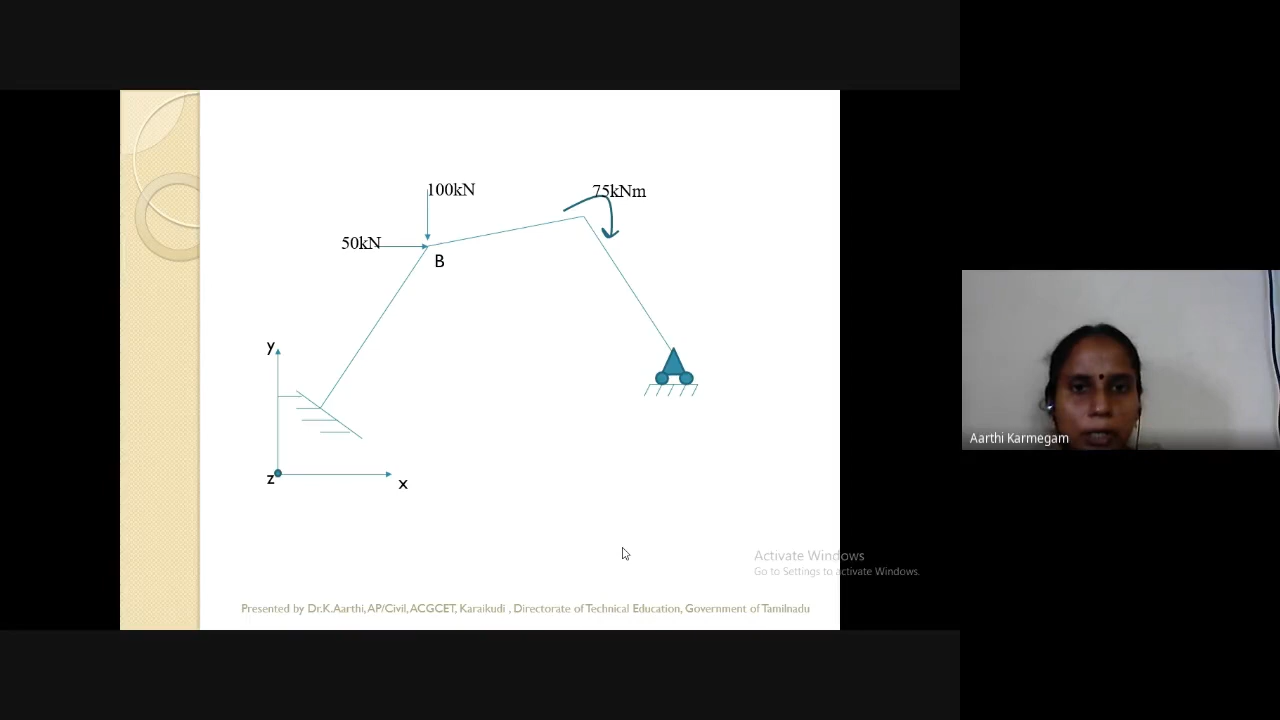 100kN
75kNm
50kN
B
y
z
x
Aarthi Karmegam
Activate Windows
Go to Settings to activate Windows.
Presented by Dr.K.Aarthi, AP/Civil, ACGCET, Karaikudi , Directorate of Technical Education, Government of Tamilnadu